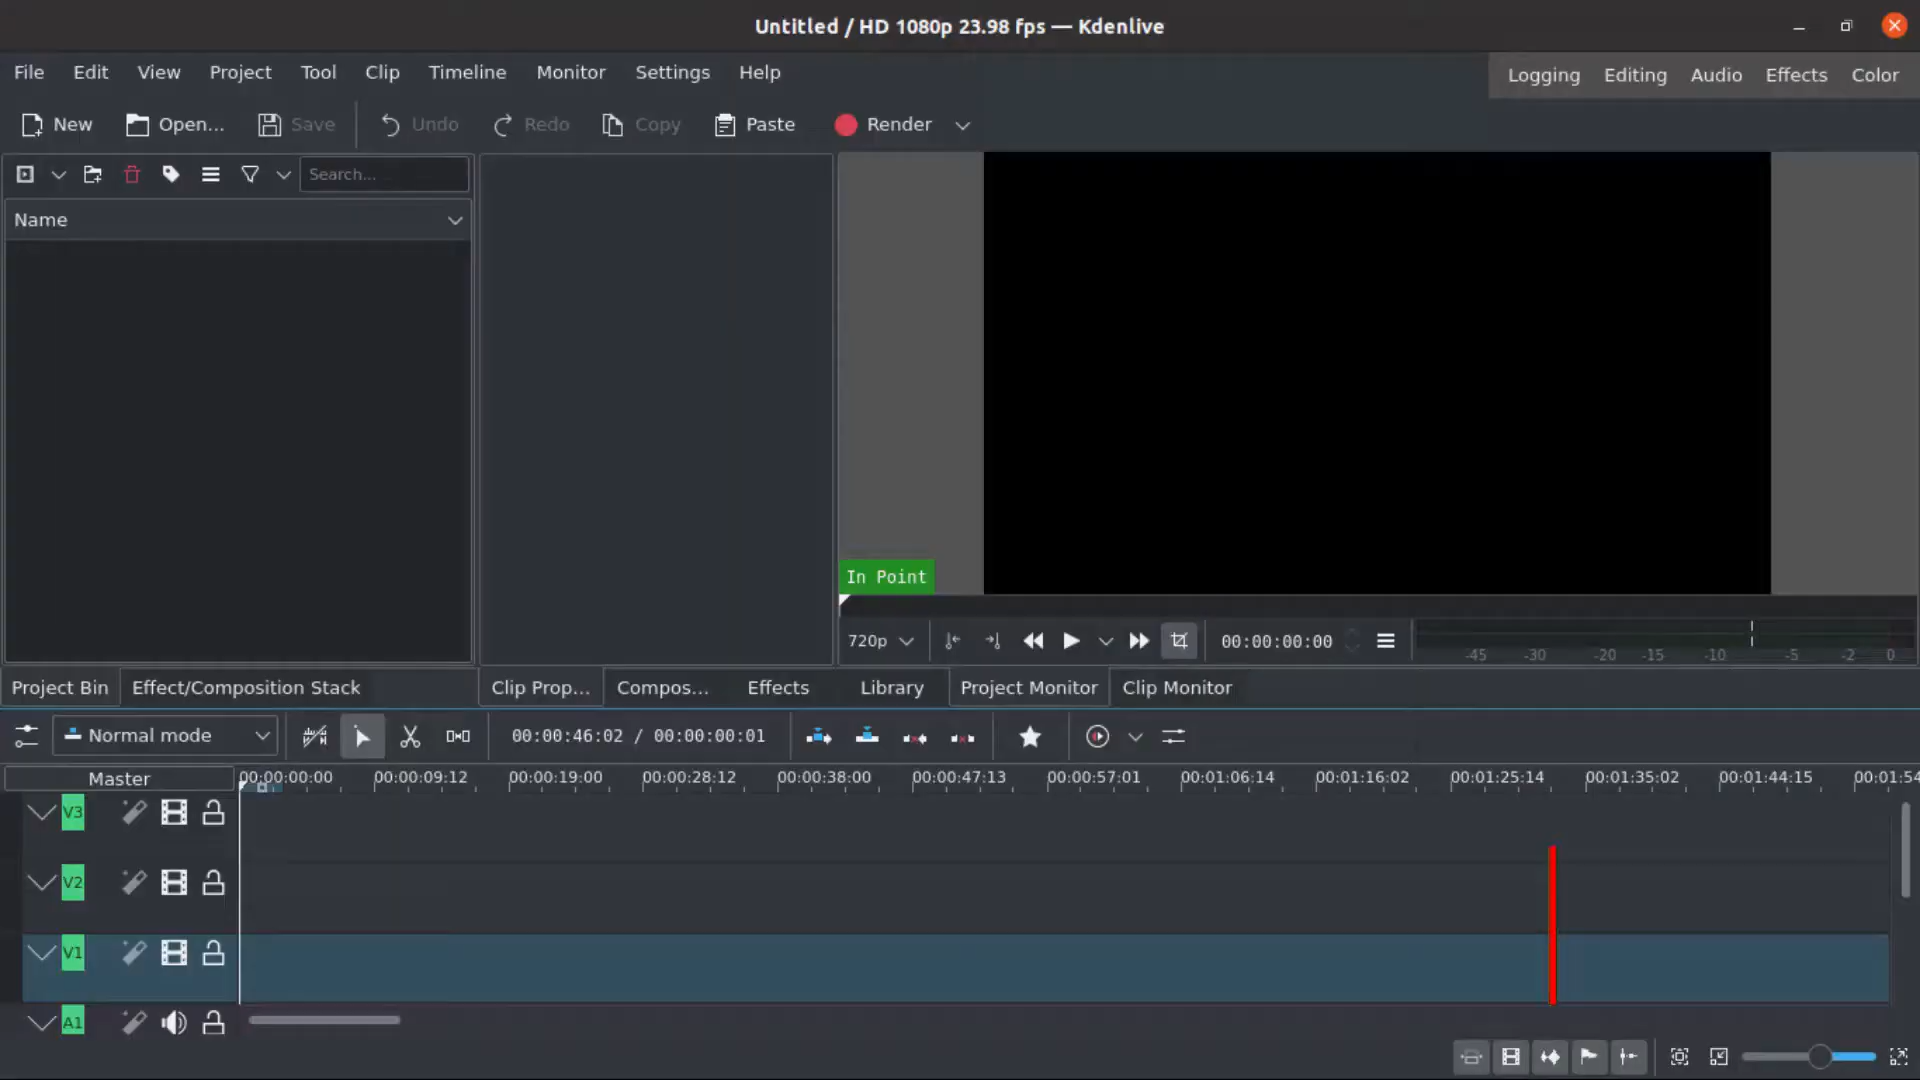 Untitled / HD 1080p 23.98 fps — Kdenlive
File Edit View Project Tool Clip Timeline Monitor Settings Help
Logging Editing Audio Effects Color
New Open... Save Undo Redo Copy Paste Render
Search...
Name
In Point
720p 00:00:00:00
-45 -30 -20 -15 -10 -5 -2 0
Project Bin Effect/Composition Stack Clip Prop... Compos... Effects Library Project Monitor Clip Monitor
Normal mode 00:00:46:02 / 00:00:00:01
Master 00:00:00:00 00:00:09:12 00:00:19:00 00:00:28:12 00:00:38:00 00:00:47:13 00:00:57:01 00:01:06:14 00:01:16:02 00:01:25:14 00:01:35:02 00:01:44:15 00:01:54
V3
V2
V1
A1